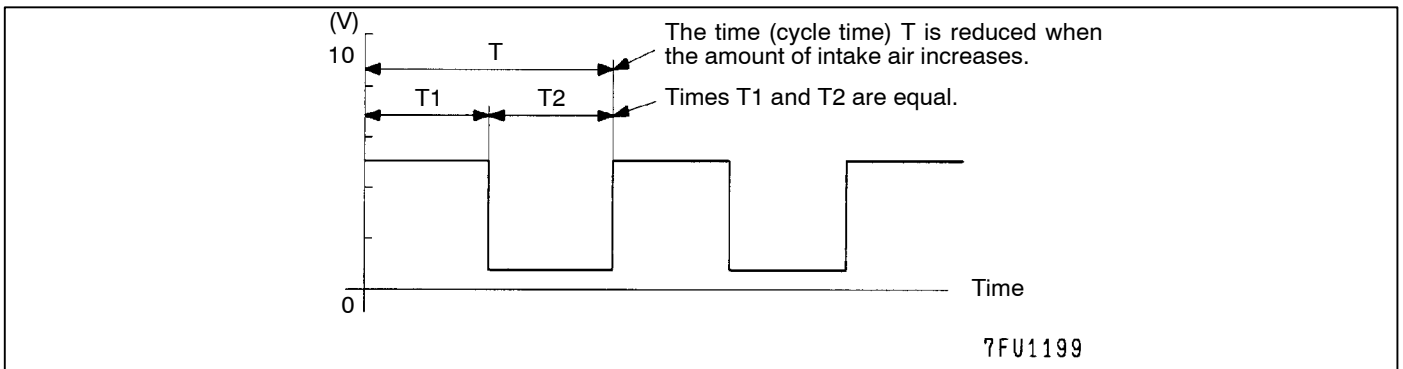 (V)
10
T
The time (cycle time) T is reduced when
the amount of intake air increases.
T1
T2
Times T1 and T2 are equal.
Time
0
7FU1199